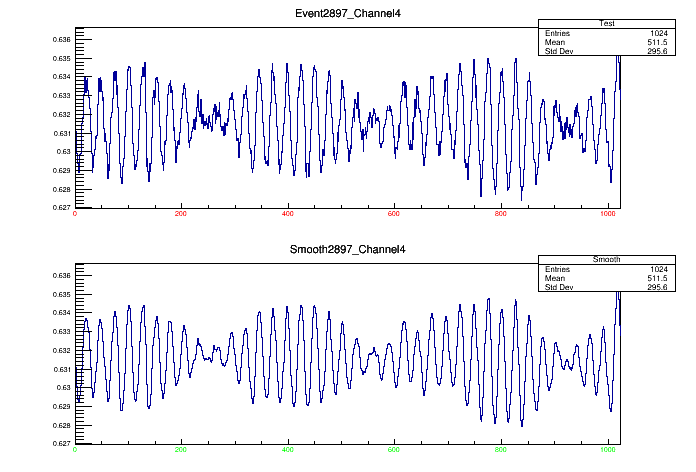 Event2897_Channel4
Test
Entries 1024
Mean 511.5
Std Dev 295.6
0.636
0.635
0.634
0.633
0.632
0.631
0.63
0.629
0.628
0.627
0 200 400 600 800 1000
Smooth2897_Channel4
Smooth
Entries 1024
Mean 511.5
Std Dev 295.6
0.636
0.635
0.634
0.633
0.632
0.631
0.63
0.629
0.628
0.627
0 200 400 600 800 1000